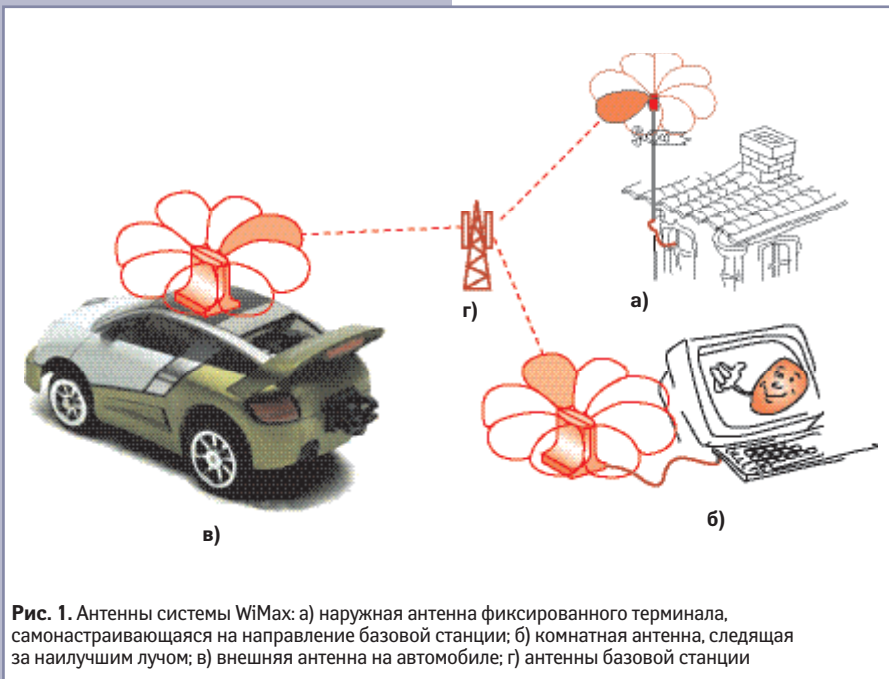 а)
г)
б)
в)
Рис. 1. Антенны системы WiMax: а) наружная антенна фиксированного терминала,
самонастраивающаяся на направление базовой станции; б) комнатная антенна, следящая
за наилучшим лучом; в) внешняя антенна на автомобиле; г) антенны базовой станции